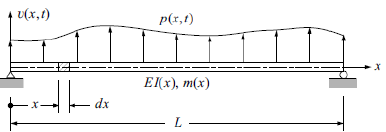 υ(x,t)
p(x,t)
x
EI(x), m(x)
x
dx
L